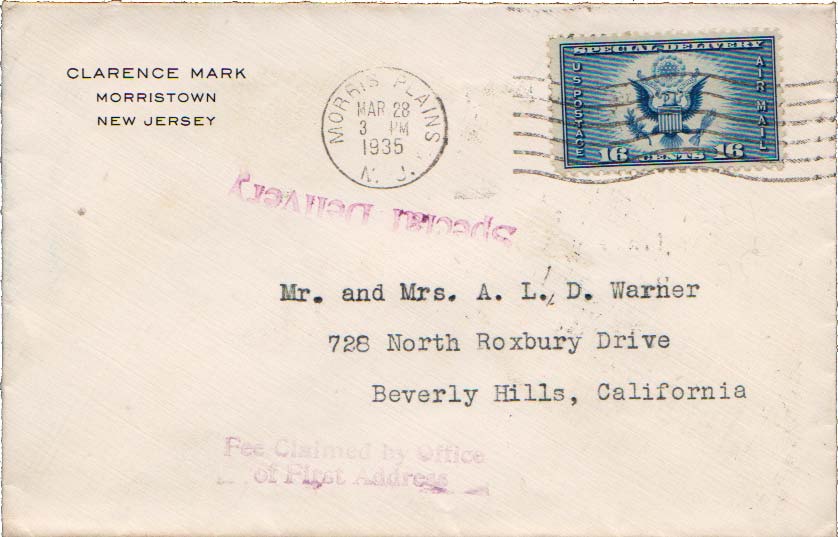 CLARENCE MARK
MORRISTOWN
NEW JERSEY
MORRIS PLAINS
MAR 28
3 PM
1935
N. J.
SPECIAL DELIVERY
U S POSTAGE
AIR MAIL
16 CENTS 16
Special Delivery
Mr. and Mrs. A. L. D. Warner
728 North Roxbury Drive
Beverly Hills, California
Fee Claimed by Office
of First Address